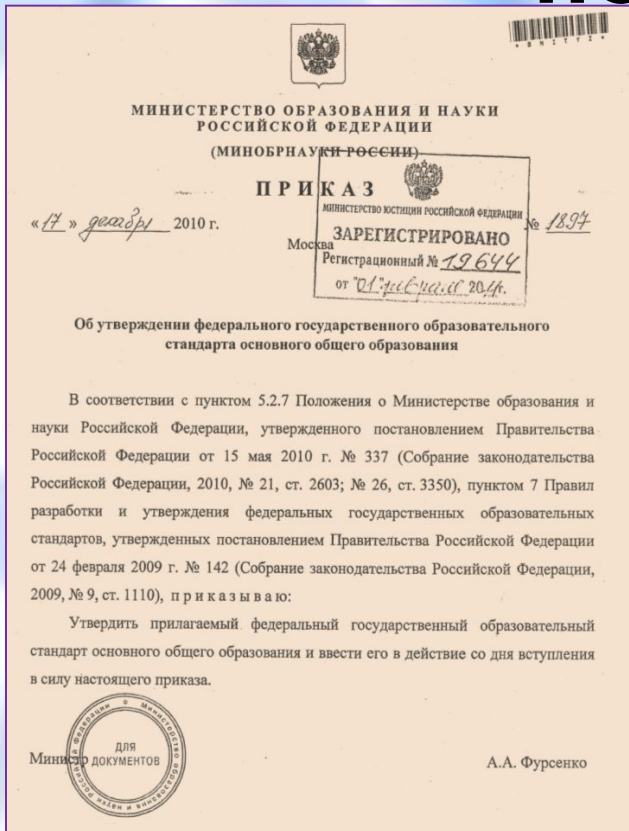 МИНИСТЕРСТВО ОБРАЗОВАНИЯ И НАУКИ
РОССИЙСКОЙ ФЕДЕРАЦИИ
(МИНОБРНАУКИ РОССИИ)
ПРИКАЗ
« 17 » декабря 2010 г.
№ 1897
Москва
МИНИСТЕРСТВО ЮСТИЦИИ РОССИЙСКОЙ ФЕДЕРАЦИИ
ЗАРЕГИСТРИРОВАНО
Регистрационный № 19644
от "01" февраля 2011г.
Об утверждении федерального государственного образовательного
стандарта основного общего образования
В соответствии с пунктом 5.2.7 Положения о Министерстве образования и
науки Российской Федерации, утвержденного постановлением Правительства
Российской Федерации от 15 мая 2010 г. № 337 (Собрание законодательства
Российской Федерации, 2010, № 21, ст. 2603; № 26, ст. 3350), пунктом 7 Правил
разработки и утверждения федеральных государственных образовательных
стандартов, утвержденных постановлением Правительства Российской Федерации
от 24 февраля 2009 г. № 142 (Собрание законодательства Российской Федерации,
2009, № 9, ст. 1110), п р и к а з ы в а ю:
Утвердить прилагаемый федеральный государственный образовательный
стандарт основного общего образования и ввести его в действие со дня вступления
в силу настоящего приказа.
Министр
А.А. Фурсенко
Министерство образования и науки Российской Федерации
ДЛЯ
ДОКУМЕНТОВ